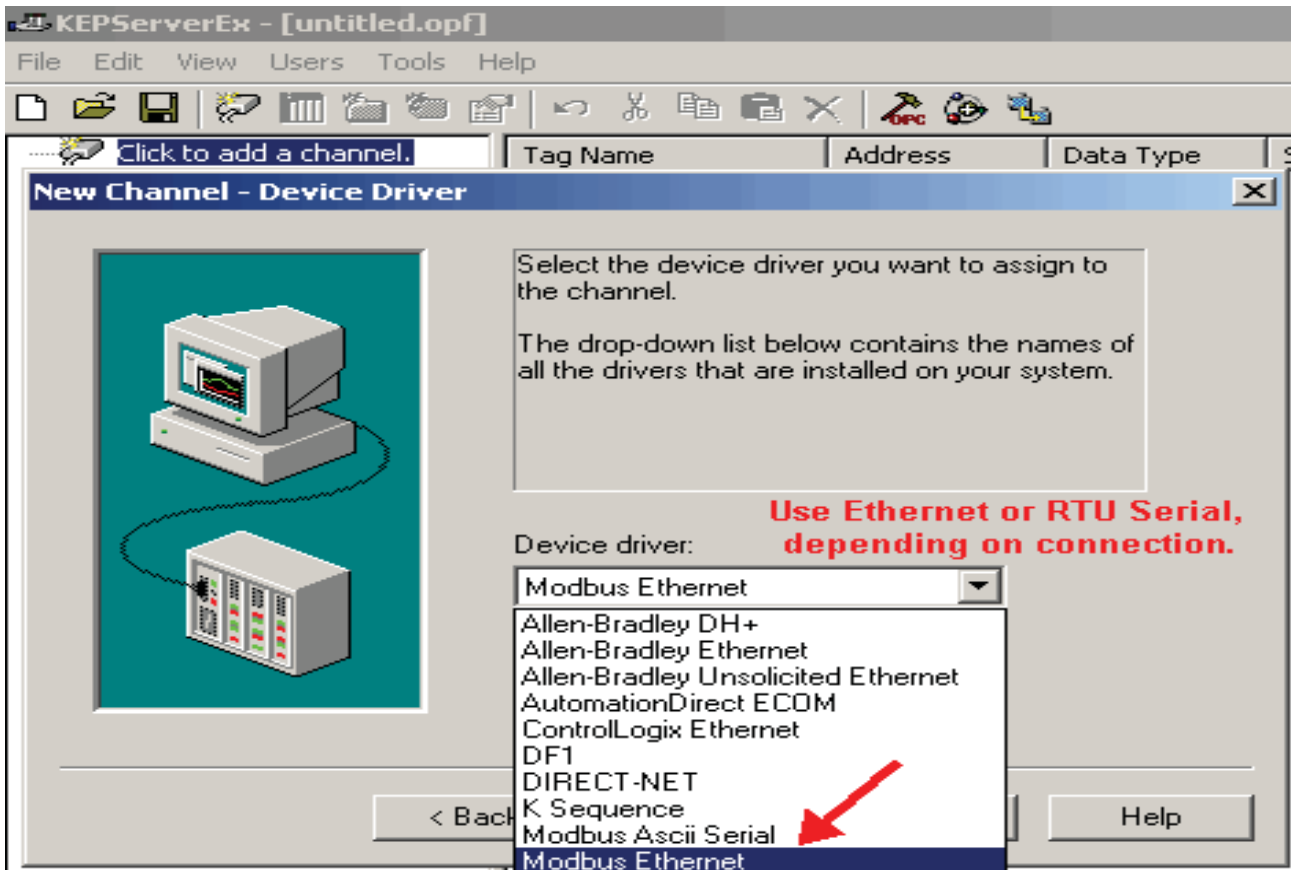 KEPServerEx - [untitled.opf]
File Edit View Users Tools Help
OPC
Click to add a channel.
Tag Name Address Data Type
New Channel - Device Driver
Select the device driver you want to assign to
the channel.
The drop-down list below contains the names of
all the drivers that are installed on your system.
Use Ethernet or RTU Serial,
depending on connection.
Device driver:
Modbus Ethernet
Allen-Bradley DH+
Allen-Bradley Ethernet
Allen-Bradley Unsolicited Ethernet
AutomationDirect ECOM
ControlLogix Ethernet
DF1
DIRECT-NET
K Sequence
Modbus Ascii Serial
Modbus Ethernet
< Back
Help